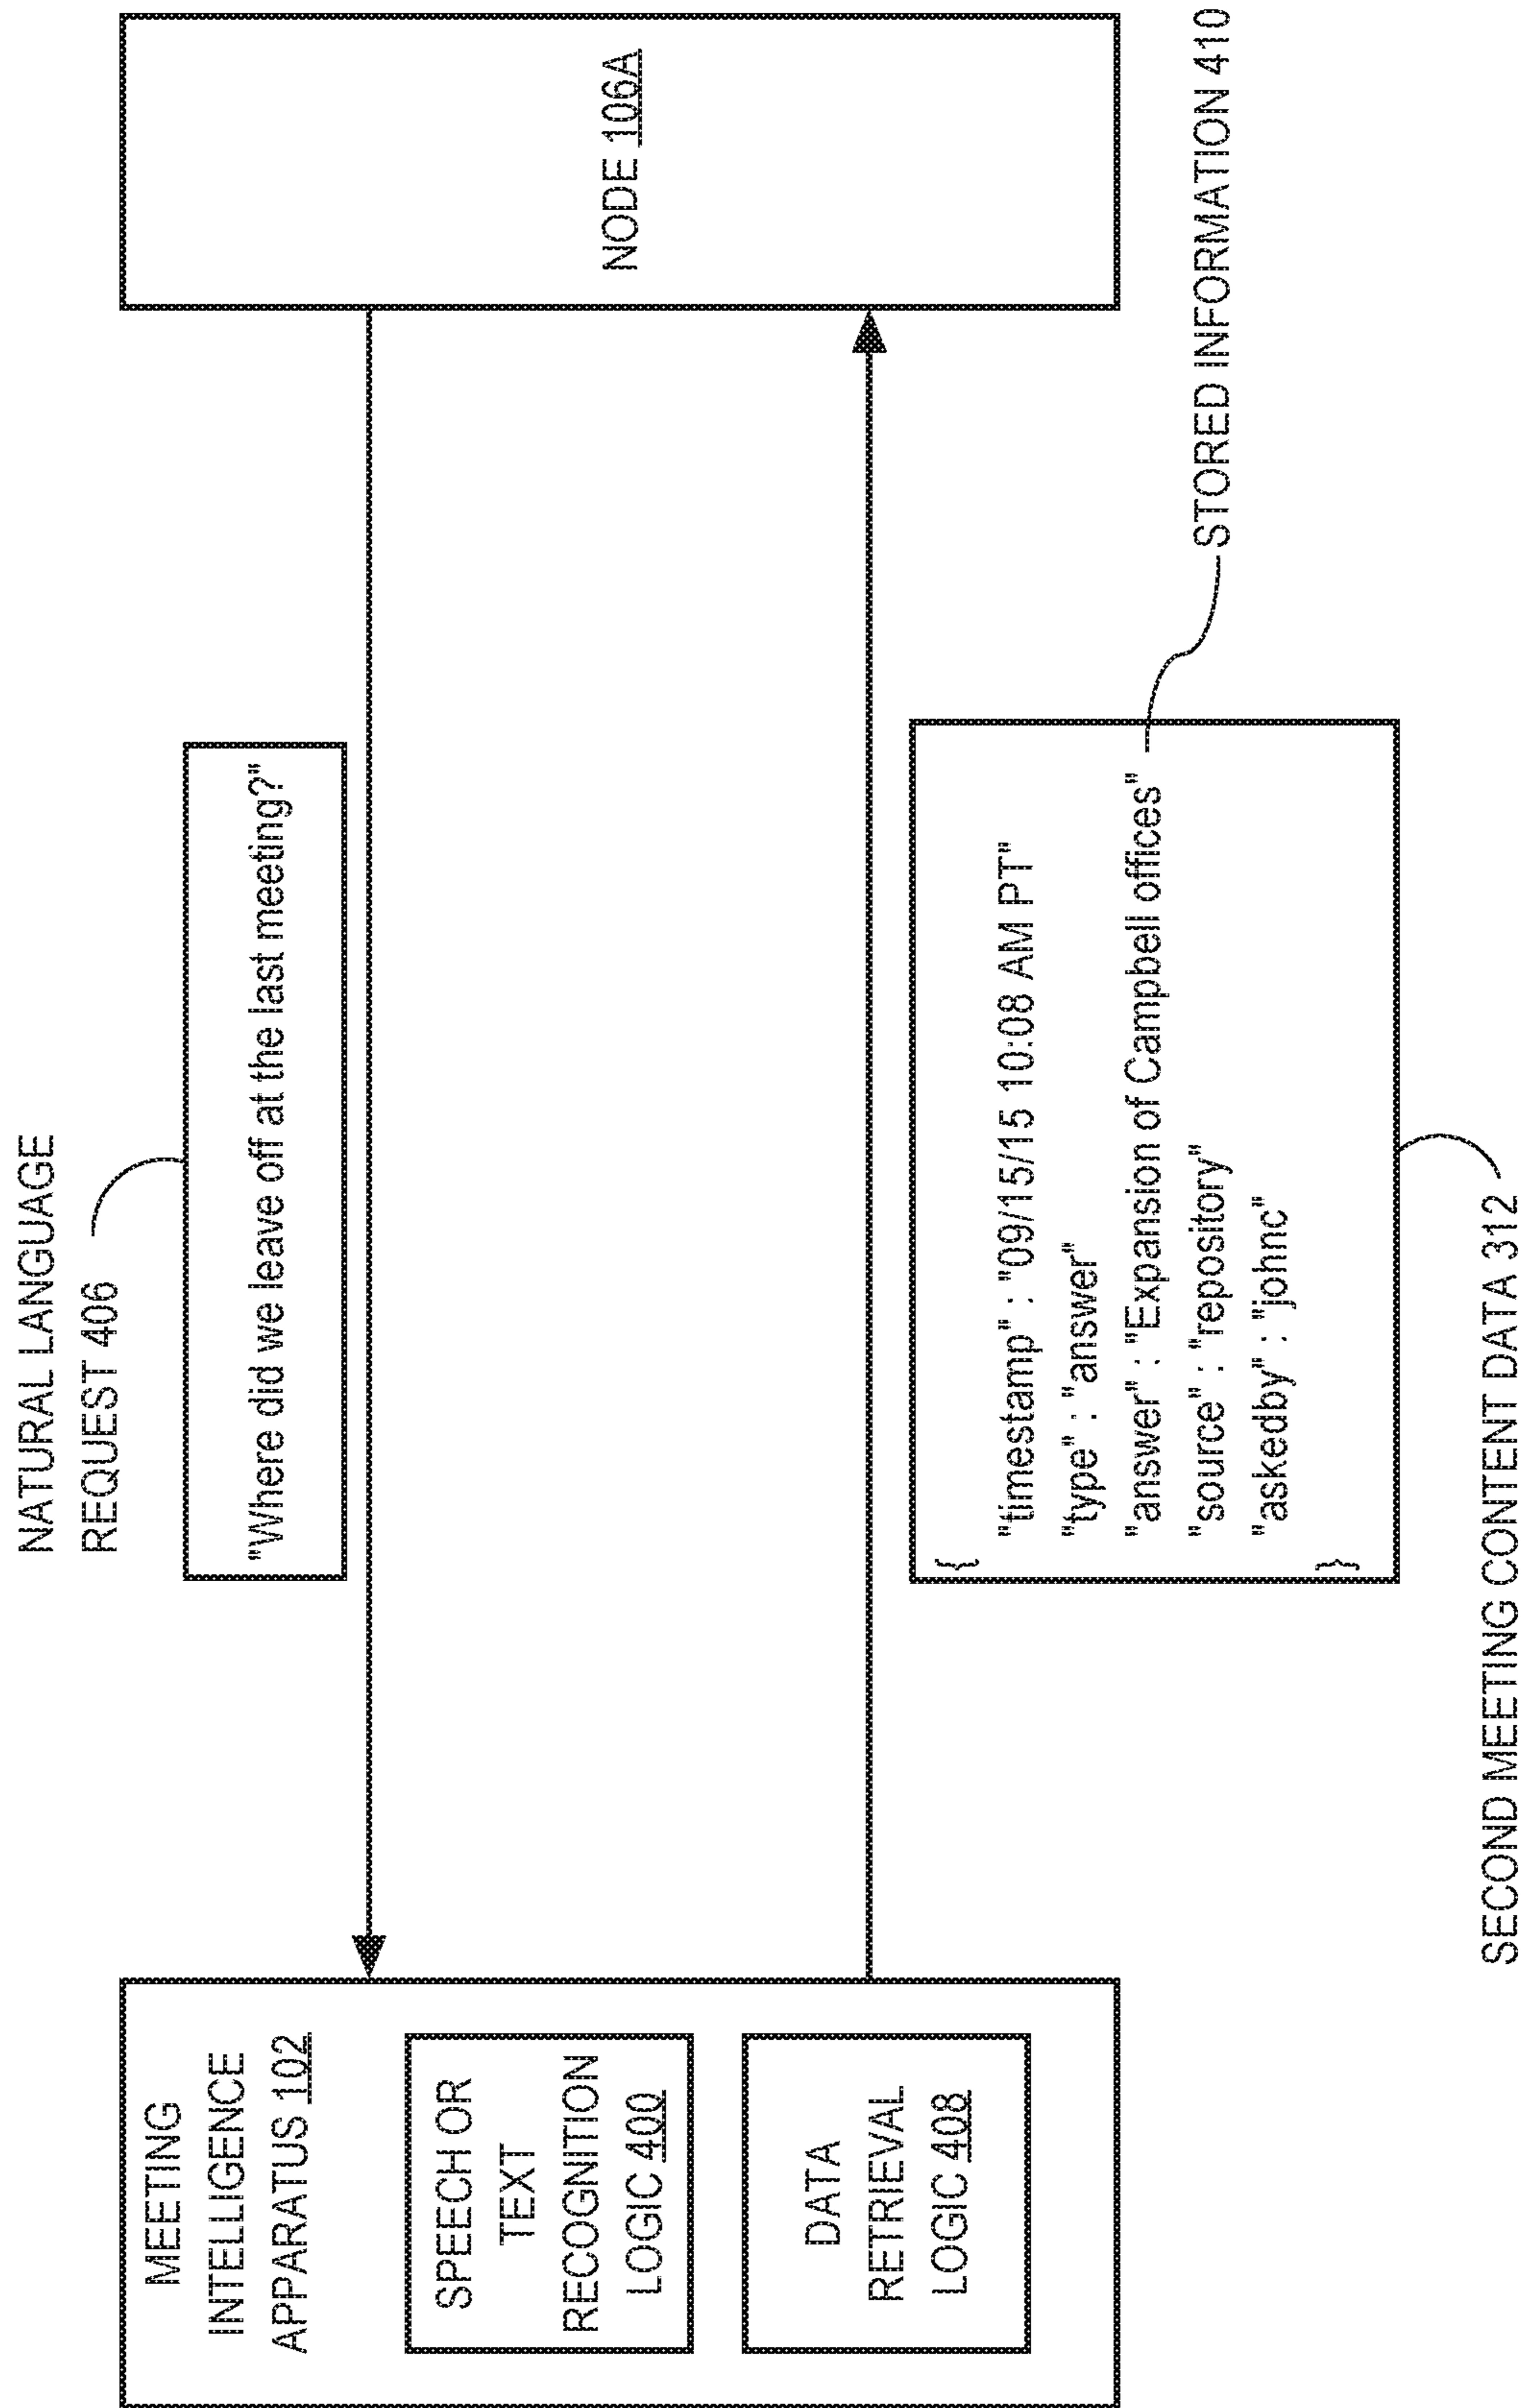 NATURAL LANGUAGE
REQUEST 406
"Where did we leave off at the last meeting?"
MEETING
INTELLIGENCE
APPARATUS 102
SPEECH OR
TEXT
RECOGNITION
LOGIC 400
DATA
RETRIEVAL
LOGIC 408
NODE 106A
{
"timestamp" : "09/15/15 10:08 AM PT"
"type" : "answer"
"answer" : "Expansion of Campbell offices"
"source" : "repository"
"askedby" : "johnc"
}
STORED INFORMATION 410
SECOND MEETING CONTENT DATA 312